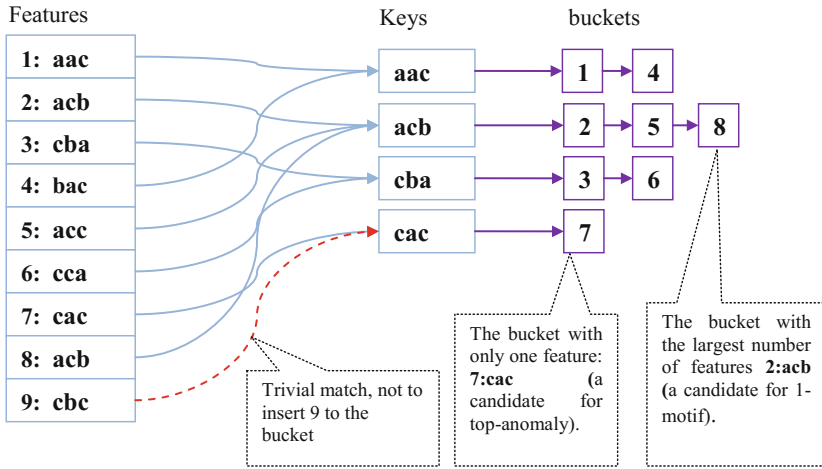 Features
Keys
buckets
1: aac
2: acb
3: cba
4: bac
5: acc
6: cca
7: cac
8: acb
9: cbc
aac
acb
cba
cac
1
4
2
5
8
3
6
7
Trivial match, not to
insert 9 to the
bucket
The bucket with
only one feature:
7:cac (a
candidate for
top-anomaly).
The bucket with
the largest number
of features 2:acb
(a candidate for 1-
motif).